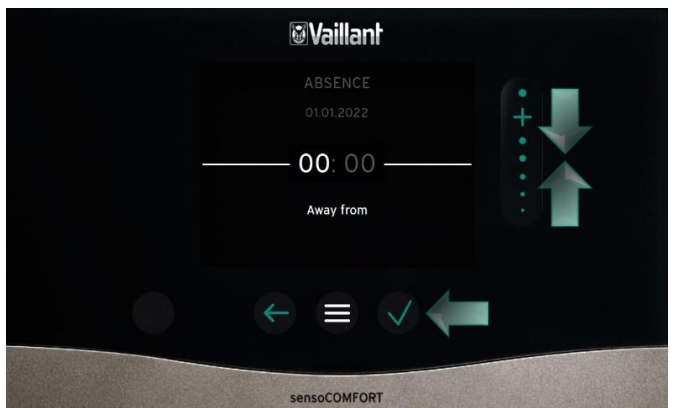 Vaillant
ABSENCE
01.01.2022
00:00
Away from
sensoCOMFORT